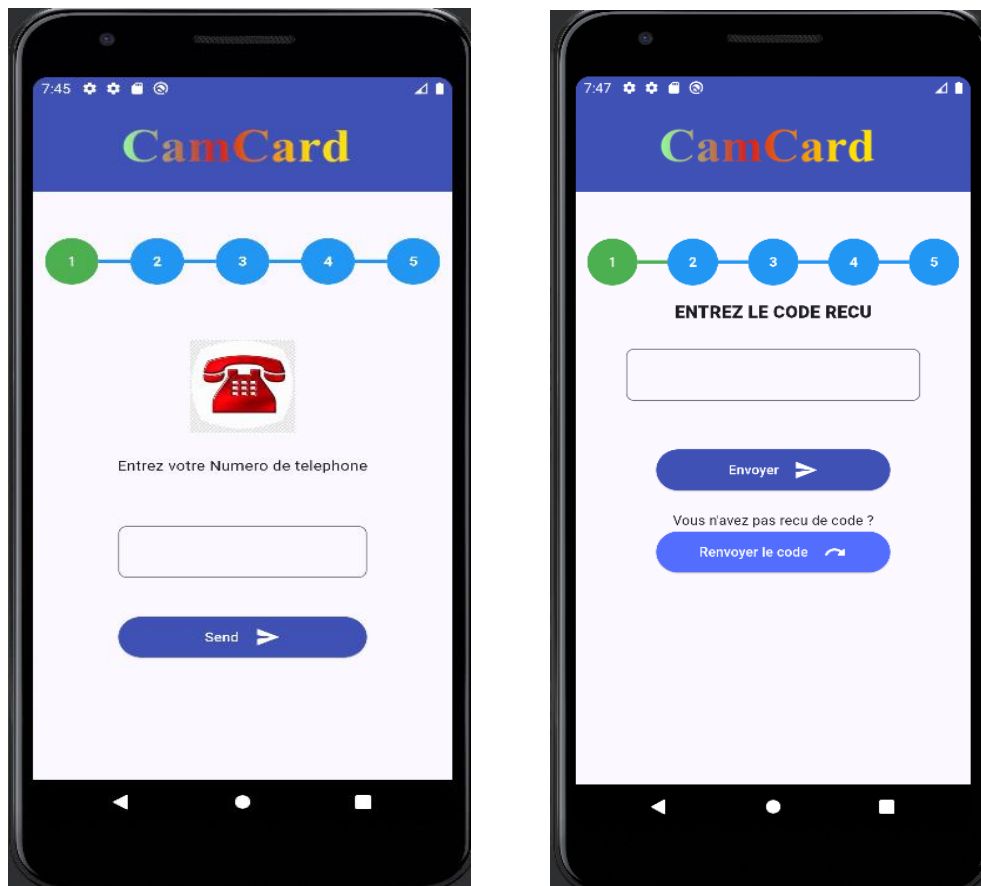 7:45
CamCard
1 2 3 4 5
Entrez votre Numero de telephone
Send
7:47
CamCard
1 2 3 4 5
ENTREZ LE CODE RECU
Envoyer
Vous n'avez pas recu de code ?
Renvoyer le code